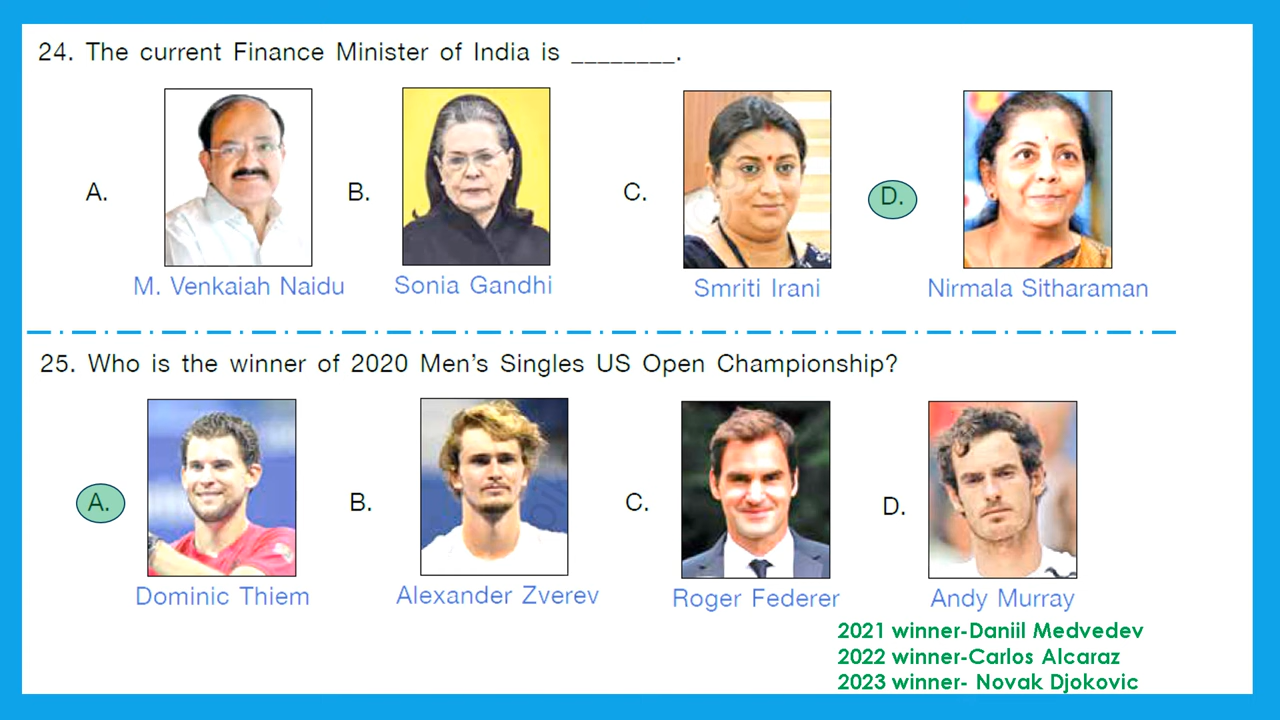 24. The current Finance Minister of India is ________.
A. B. C. D.
M. Venkaiah Naidu Sonia Gandhi Smriti Irani Nirmala Sitharaman
25. Who is the winner of 2020 Men's Singles US Open Championship?
A. B. C. D.
Dominic Thiem Alexander Zverev Roger Federer Andy Murray
2021 winner-Daniil Medvedev
2022 winner-Carlos Alcaraz
2023 winner- Novak Djokovic